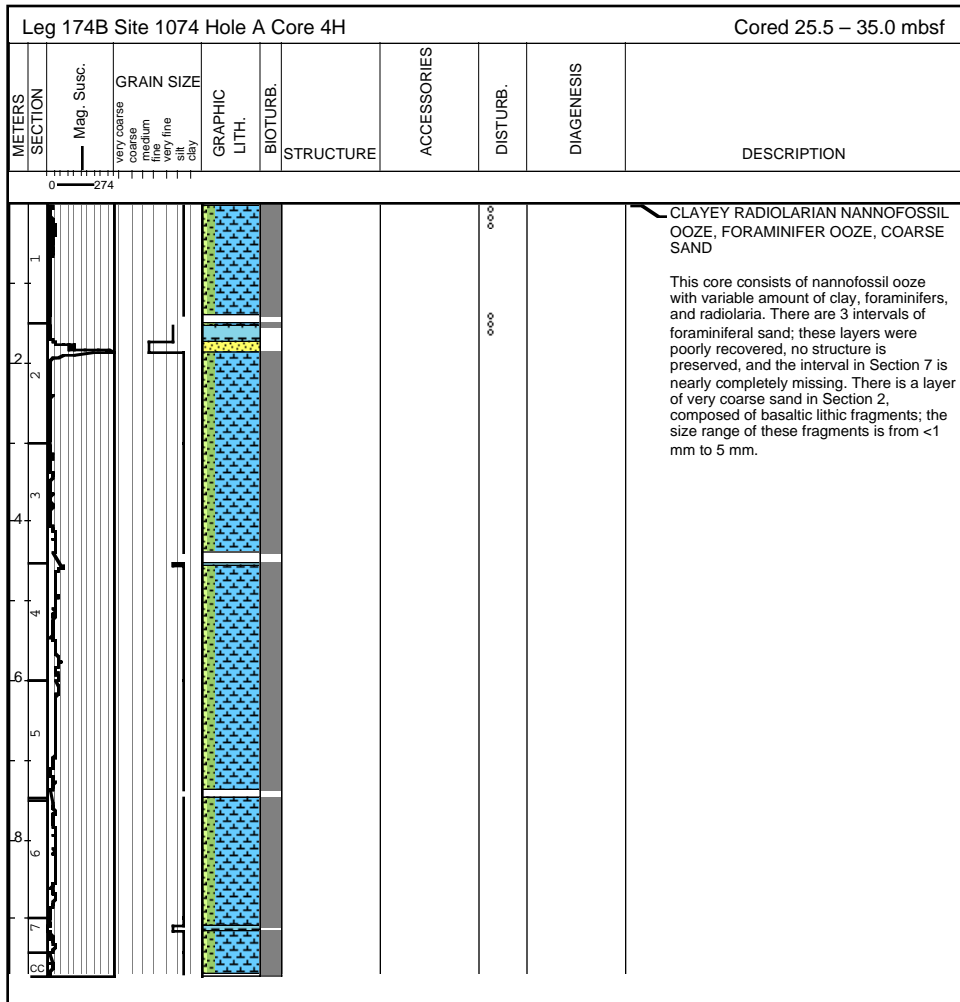 Leg 174B Site 1074 Hole A Core 4H
Cored 25.5 – 35.0 mbsf
METERS
SECTION
Mag. Susc.
GRAIN SIZE
very coarse
coarse
medium
fine
very fine
silt
clay
GRAPHIC
LITH.
BIOTURB.
STRUCTURE
ACCESSORIES
DISTURB.
DIAGENESIS
DESCRIPTION
0
274
1
2
2
3
4
4
6
5
8
6
7
CC
CLAYEY RADIOLARIAN NANNOFOSSIL
OOZE, FORAMINIFER OOZE, COARSE
SAND
This core consists of nannofossil ooze
with variable amount of clay, foraminifers,
and radiolaria. There are 3 intervals of
foraminiferal sand; these layers were
poorly recovered, no structure is
preserved, and the interval in Section 7 is
nearly completely missing. There is a layer
of very coarse sand in Section 2,
composed of basaltic lithic fragments; the
size range of these fragments is from <1
mm to 5 mm.